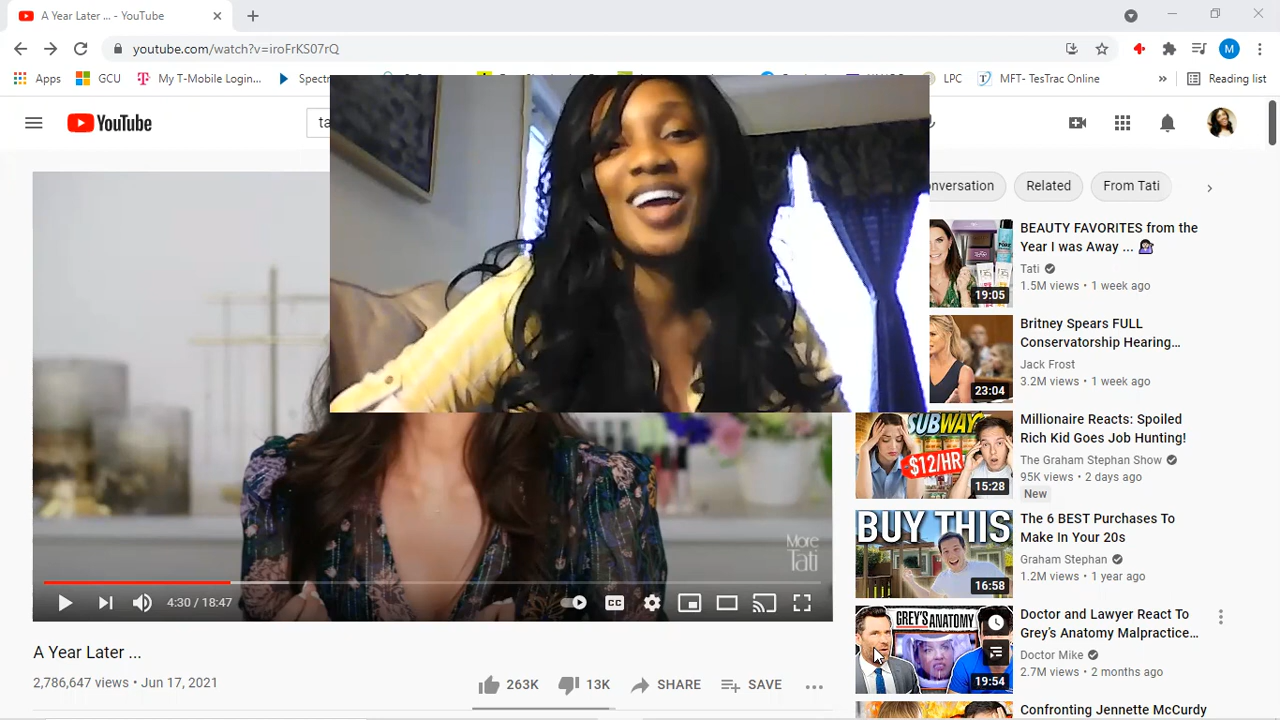 A Year Later ... - YouTube
youtube.com/watch?v=iroFrKS07rQ
M
Apps
GCU
My T-Mobile Login...
Spectr
LPC
MFT- TesTrac Online
»
Reading list
YouTube
ta
nversation
Related
From Tati
BEAUTY FAVORITES from the
Year I was Away ...
Tati
1.5M views • 1 week ago
19:05
Britney Spears FULL
Conservatorship Hearing...
Jack Frost
3.2M views • 1 week ago
23:04
SUBWAY
$12/HR
15:28
Millionaire Reacts: Spoiled
Rich Kid Goes Job Hunting!
The Graham Stephan Show
95K views • 2 days ago
New
BUY THIS
16:58
The 6 BEST Purchases To
Make In Your 20s
Graham Stephan
1.2M views • 1 year ago
GREY'S ANATOMY
19:54
Doctor and Lawyer React To
Grey's Anatomy Malpractice...
Doctor Mike
2.7M views • 2 months ago
Confronting Jennette McCurdy
More
Tati
4:30 / 18:47
CC
A Year Later ...
2,786,647 views • Jun 17, 2021
263K
13K
SHARE
SAVE